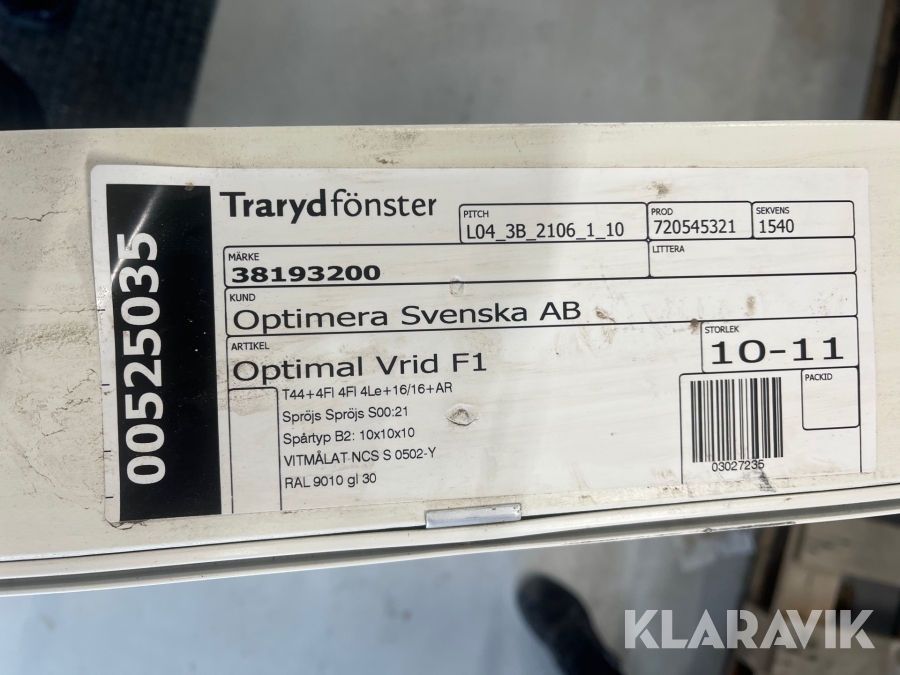 00525035
Traryd fönster
PITCH
L04_3B_2106_1_10
PROD
720545321
SEKVENS
1540
MÄRKE
38193200
LITTERA
KUND
Optimera Svenska AB
ARTIKEL
Optimal Vrid F1
STORLEK
10-11
T44+4Fl 4Fl 4Le+16/16+AR
Spröjs Spröjs S00:21
Spårtyp B2: 10x10x10
VITMÅLAT NCS S 0502-Y
RAL 9010 gl 30
03027235
PACKID
KLARAVIK